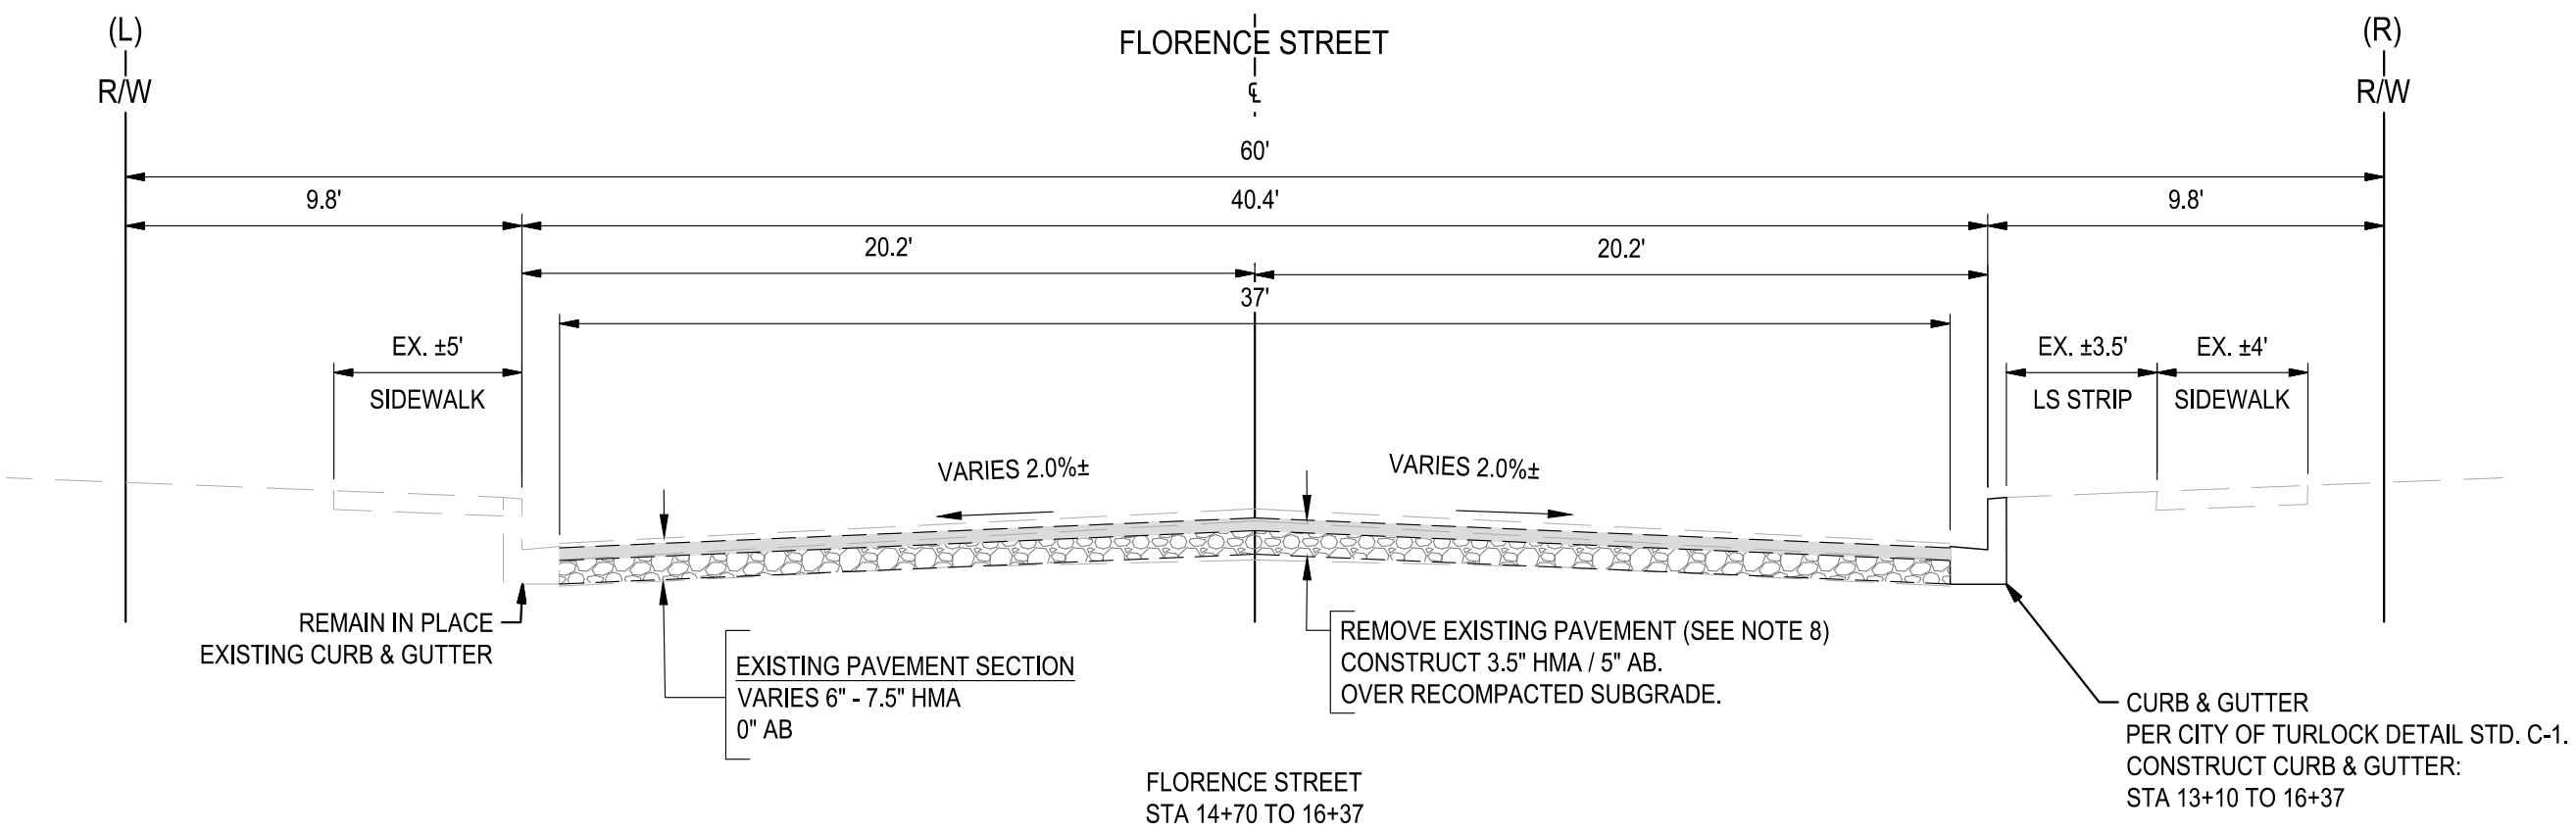 (L)
FLORENCE STREET
(R)
R/W
℄
R/W
60'
9.8'
40.4'
9.8'
20.2'
20.2'
37'
EX. ±5'
SIDEWALK
EX. ±3.5'
LS STRIP
EX. ±4'
SIDEWALK
VARIES 2.0%±
VARIES 2.0%±
REMAIN IN PLACE
EXISTING CURB & GUTTER
EXISTING PAVEMENT SECTION
VARIES 6" - 7.5" HMA
0" AB
REMOVE EXISTING PAVEMENT (SEE NOTE 8)
CONSTRUCT 3.5" HMA / 5" AB.
OVER RECOMPACTED SUBGRADE.
CURB & GUTTER
PER CITY OF TURLOCK DETAIL STD. C-1.
CONSTRUCT CURB & GUTTER:
STA 13+10 TO 16+37
FLORENCE STREET
STA 14+70 TO 16+37